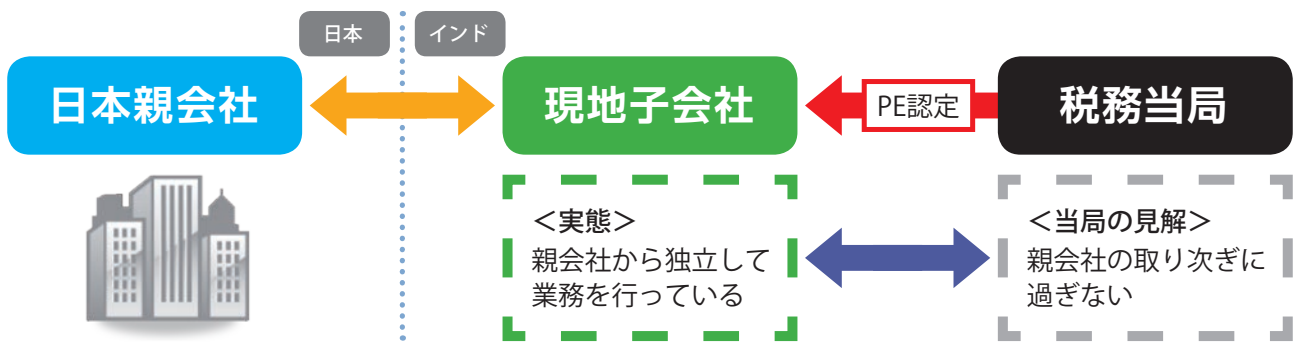 日本
インド
日本親会社
現地子会社
PE認定
税務当局
＜実態＞
親会社から独立して
業務を行っている
＜当局の見解＞
親会社の取り次ぎに
過ぎない